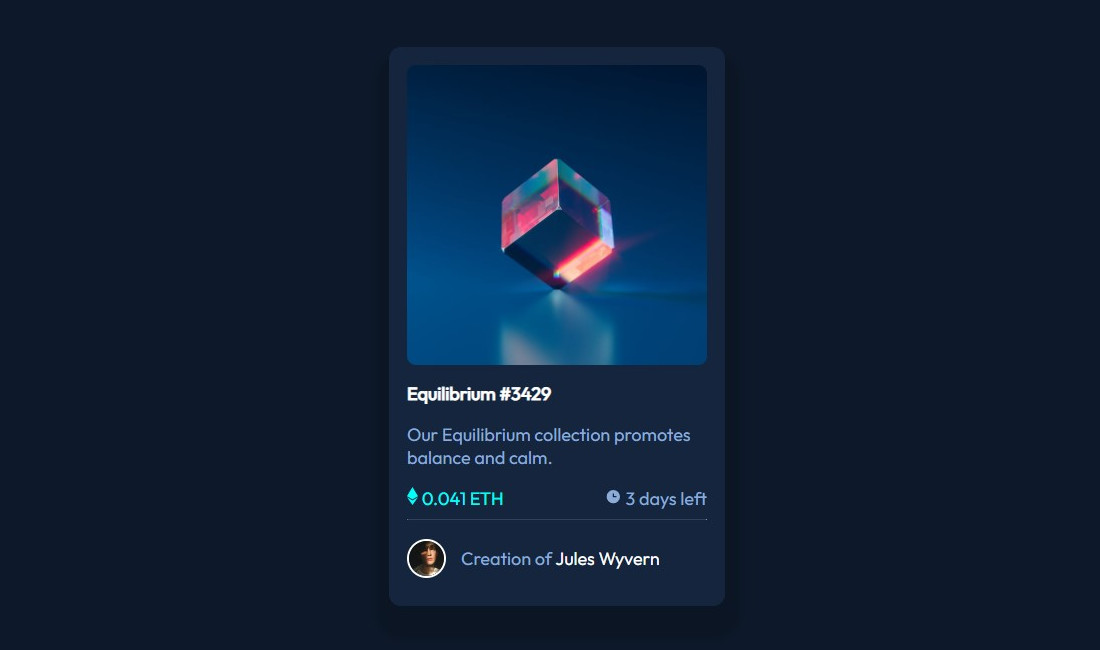 Equilibrium #3429
Our Equilibrium collection promotes
balance and calm.
0.041 ETH
3 days left
Creation of Jules Wyvern